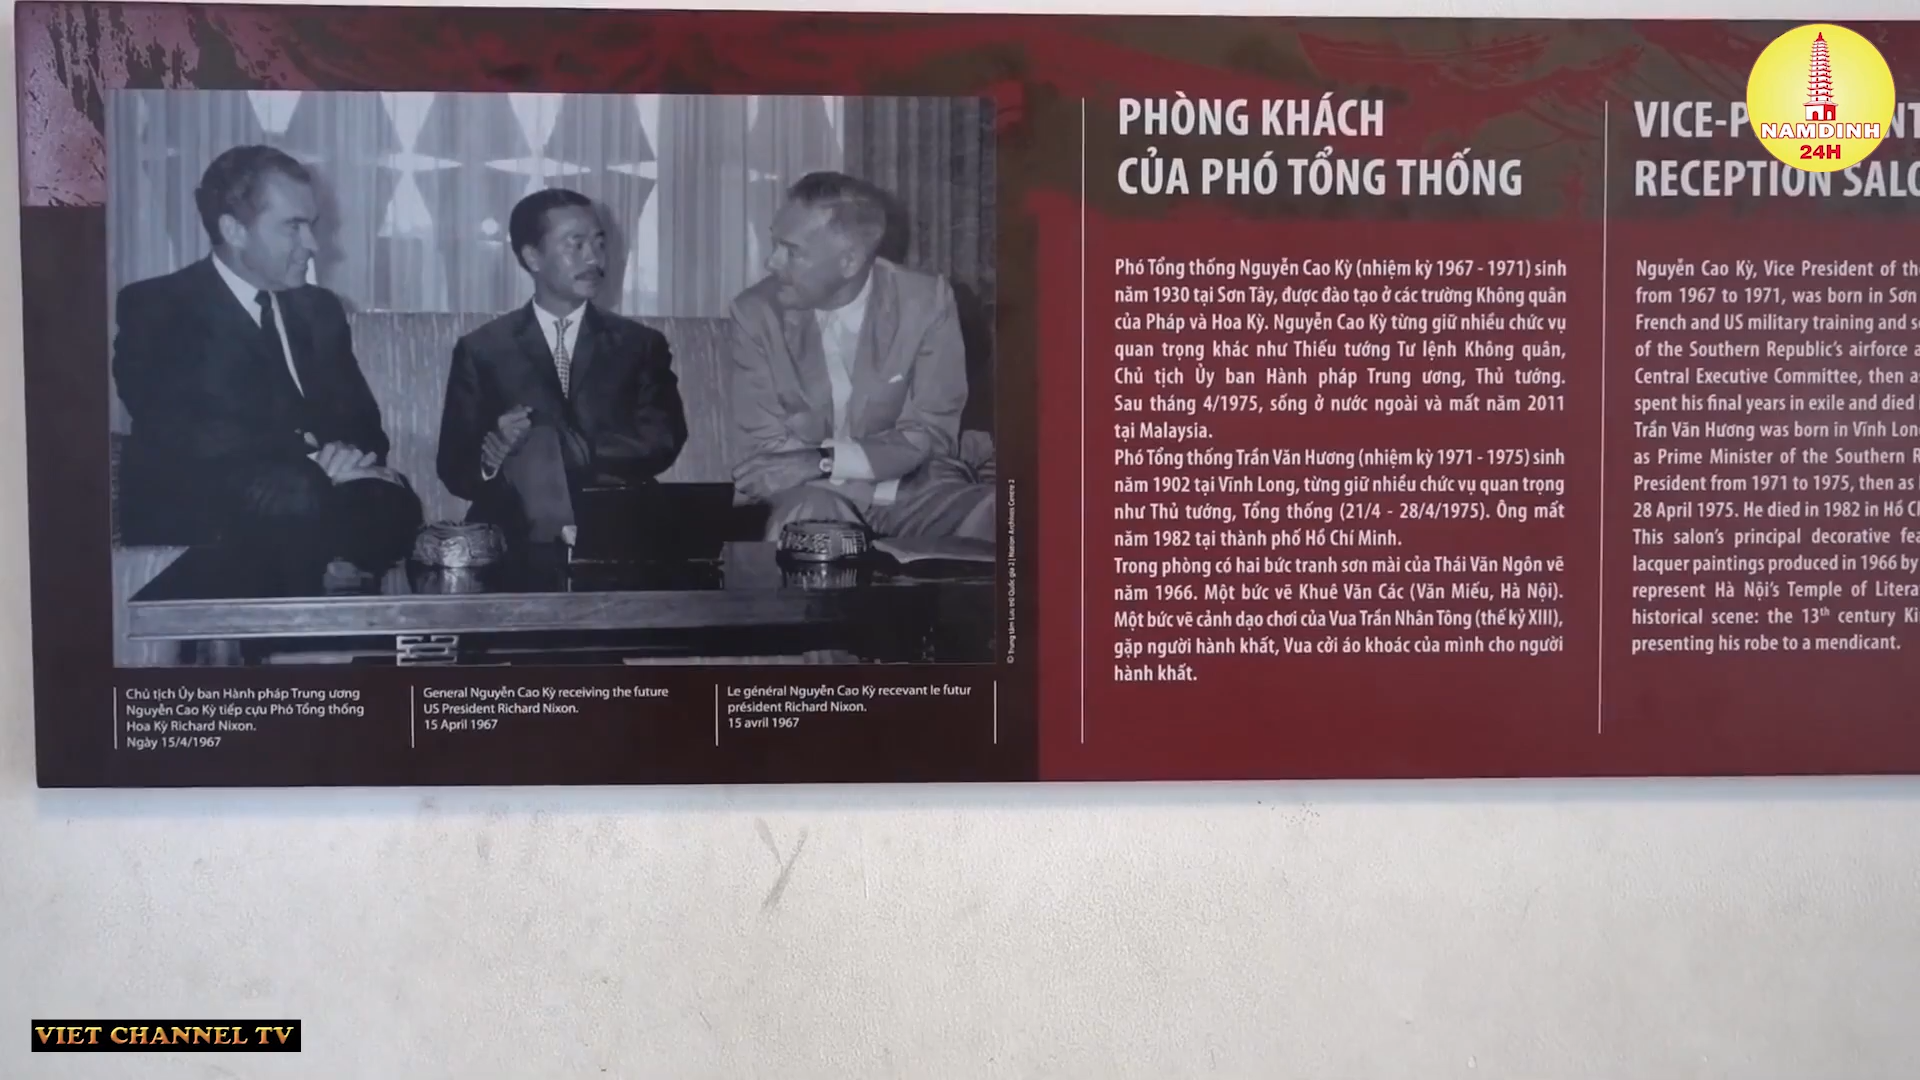 PHÒNG KHÁCH
CỦA PHÓ TỔNG THỐNG
Phó Tổng thống Nguyễn Cao Kỳ (nhiệm kỳ 1967 - 1971) sinh
năm 1930 tại Sơn Tây, được đào tạo ở các trường Không quân
của Pháp và Hoa Kỳ. Nguyễn Cao Kỳ từng giữ nhiều chức vụ
quan trọng khác như Thiếu tướng Tư lệnh Không quân,
Chủ tịch Ủy ban Hành pháp Trung ương, Thủ tướng.
Sau tháng 4/1975, sống ở nước ngoài và mất năm 2011
tại Malaysia.
Phó Tổng thống Trần Văn Hương (nhiệm kỳ 1971 - 1975) sinh
năm 1902 tại Vĩnh Long, từng giữ nhiều chức vụ quan trọng
như Thủ tướng, Tổng thống (21/4 - 28/4/1975). Ông mất
năm 1982 tại thành phố Hồ Chí Minh.
Trong phòng có hai bức tranh sơn mài của Thái Văn Ngôn vẽ
năm 1966. Một bức vẽ Khuê Văn Các (Văn Miếu, Hà Nội).
Một bức vẽ cảnh dạo chơi của Vua Trần Nhân Tông (thế kỷ XIII),
gặp người hành khất, Vua cởi áo khoác của mình cho người
hành khất.
RECEPTION
Nguyễn Cao Kỳ, Vice President of the
from 1967 to 1971, was born in Sơn
French and US military training and
of the Southern Republic's airforce
Central Executive Committee, then
spent his final years in exile and died
Trần Văn Hương was born in Vĩnh
as Prime Minister of the Southern
President from 1971 to 1975, then as
28 April 1975. He died in 1982 in Hồ
This salon's principal decorative
lacquer paintings produced in 1966 by
represent Hà Nội's Temple of
historical scene: the 13th century
presenting his robe to a mendicant.
Chủ tịch Ủy ban Hành pháp Trung ương
Nguyễn Cao Kỳ tiếp cựu Phó Tổng thống
Hoa Kỳ Richard Nixon.
Ngày 15/4/1967
General Nguyễn Cao Kỳ receiving the future
US President Richard Nixon.
15 April 1967
Le général Nguyễn Cao Kỳ recevant le futur
président Richard Nixon.
15 avril 1967
© Trung tâm Lưu trữ Quốc gia 2 | Nation Archives Centre 2
NAMDINH
24H
VIET CHANNEL TV